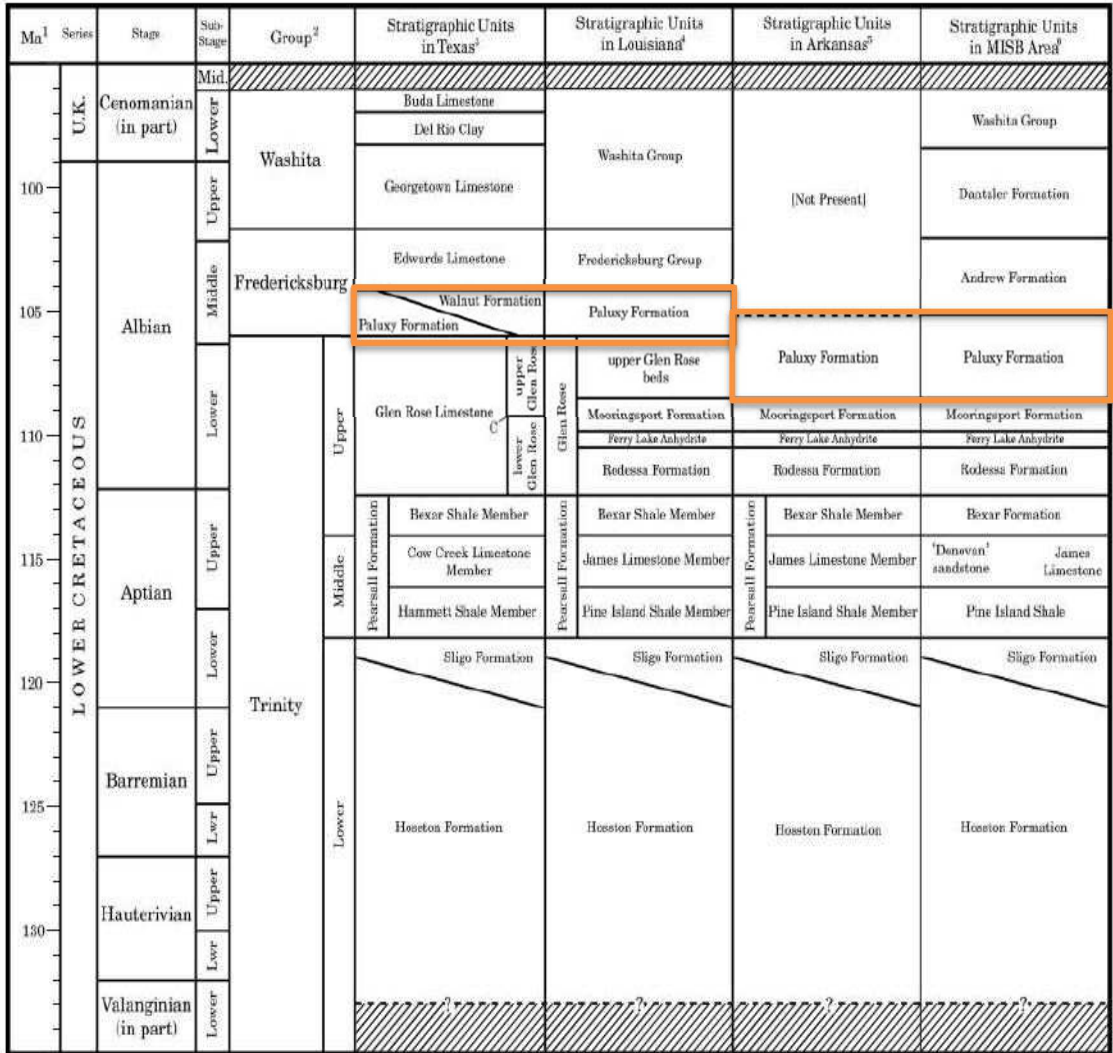 Ma1 Series Stage Sub-Stage Group2 Stratigraphic Units in Texas3 Stratigraphic Units in Louisiana4 Stratigraphic Units in Arkansas5 Stratigraphic Units in MISB Area6
U.K.
LOWER CRETACEOUS
100
105
110
115
120
125
130
Cenomanian
(in part)
Albian
Aptian
Barremian
Hauterivian
Valanginian
(in part)
Mid.
Lower
Upper
Middle
Lower
Upper
Lower
Upper
Lwr
Upper
Lwr
Lower
Washita
Fredericksburg
Trinity
Upper
Middle
Lower
Buda Limestone
Del Rio Clay
Georgetown Limestone
Edwards Limestone
Walnut Formation
Paluxy Formation
Glen Rose Limestone
C
upper
Glen Rose
lower
Glen Rose
Pearsall Formation
Bexar Shale Member
Cow Creek Limestone
Member
Hammett Shale Member
Sligo Formation
Hosston Formation
?
Washita Group
Fredericksburg Group
Paluxy Formation
Glen Rose
upper Glen Rose
beds
Mooringsport Formation
Ferry Lake Anhydrite
Rodessa Formation
Pearsall Formation
Bexar Shale Member
James Limestone Member
Pine Island Shale Member
Sligo Formation
Hosston Formation
?
[Not Present]
Paluxy Formation
Mooringsport Formation
Ferry Lake Anhydrite
Rodessa Formation
Pearsall Formation
Bexar Shale Member
James Limestone Member
Pine Island Shale Member
Sligo Formation
Hosston Formation
?
Washita Group
Dantzler Formation
Andrew Formation
Paluxy Formation
Mooringsport Formation
Ferry Lake Anhydrite
Rodessa Formation
Bexar Formation
'Donovan'
sandstone
James
Limestone
Pine Island Shale
Sligo Formation
Hosston Formation
?